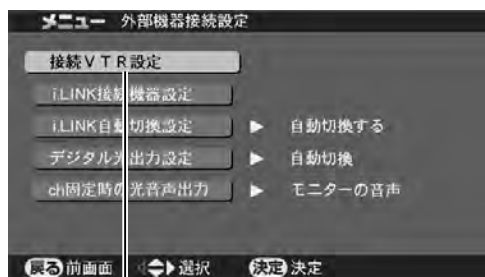 メニュー 外部機器接続設定
接続VTR設定
i.LINK接続機器設定
i.LINK自動切換設定 ▶ 自動切換する
デジタル光出力設定 ▶ 自動切換
ch固定時の光音声出力 ▶ モニターの音声
戻る 前画面 選択 決定 決定